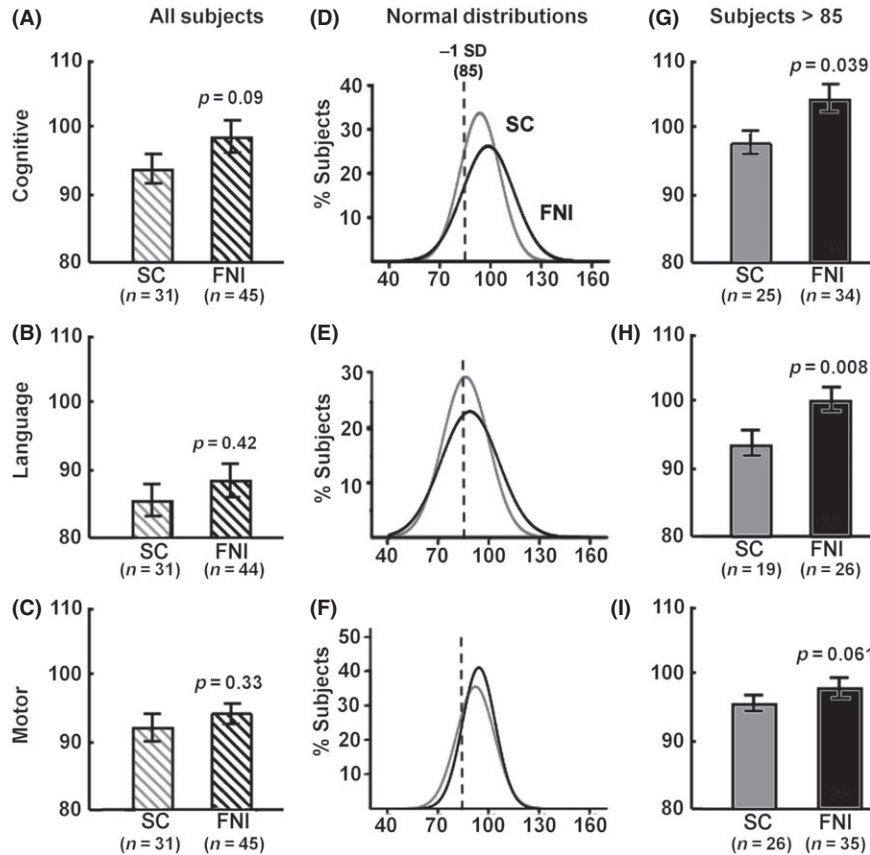 (A) All subjects (D) Normal distributions (G) Subjects > 85
Cognitive
110
100
90
80
p = 0.09
SC FNI
(n = 31) (n = 45)
% Subjects
–1 SD
(85)
40
30
20
10
SC
FNI
40 70 100 130 160
110
100
90
80
p = 0.039
SC FNI
(n = 25) (n = 34)
(B) (E) (H)
Language
110
100
90
80
p = 0.42
SC FNI
(n = 31) (n = 44)
% Subjects
30
20
10
40 70 100 130 160
110
100
90
80
p = 0.008
SC FNI
(n = 19) (n = 26)
(C) (F) (I)
Motor
110
100
90
80
p = 0.33
SC FNI
(n = 31) (n = 45)
% Subjects
50
40
30
20
10
40 70 100 130 160
110
100
90
80
p = 0.061
SC FNI
(n = 26) (n = 35)